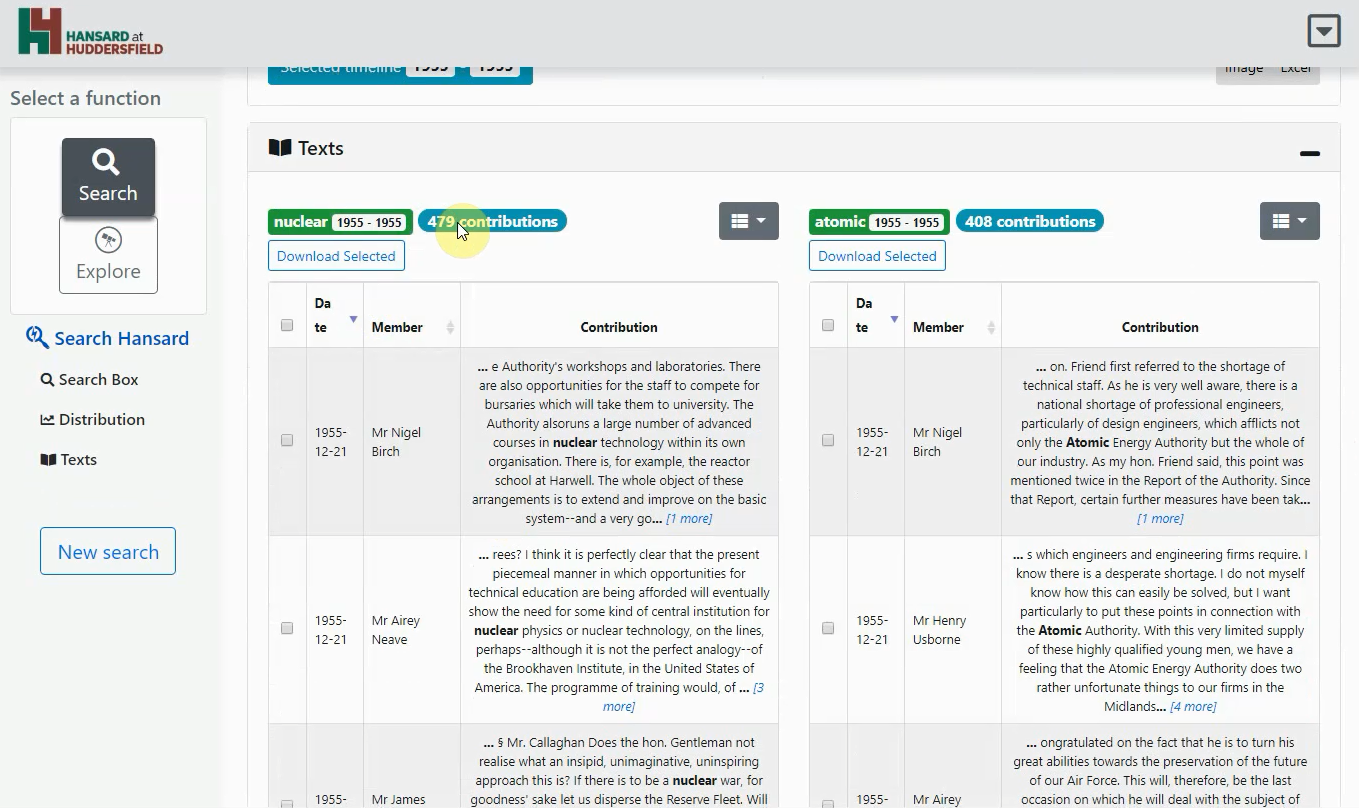 HANSARD at
HUDDERSFIELD
Selected timeline 1955 - 1955
Image Excel
Select a function
Search
Explore
Search Hansard
Search Box
Distribution
Texts
New search
Texts
nuclear 1955 - 1955 479 contributions
Download Selected
Da
te
Member
Contribution
1955-
12-21
Mr Nigel
Birch
... e Authority's workshops and laboratories. There
are also opportunities for the staff to compete for
bursaries which will take them to university. The
Authority alsoruns a large number of advanced
courses in nuclear technology within its own
organisation. There is, for example, the reactor
school at Harwell. The whole object of these
arrangements is to extend and improve on the basic
system--and a very go... [1 more]
1955-
12-21
Mr Airey
Neave
... rees? I think it is perfectly clear that the present
piecemeal manner in which opportunities for
technical education are being afforded will eventually
show the need for some kind of central institution for
nuclear physics or nuclear technology, on the lines,
perhaps--although it is not the perfect analogy--of
the Brookhaven Institute, in the United States of
America. The programme of training would, of ... [3
more]
1955-
Mr James
... § Mr. Callaghan Does the hon. Gentleman not
realise what an insipid, unimaginative, uninspiring
approach this is? If there is to be a nuclear war, for
goodness' sake let us disperse the Reserve Fleet. Will
atomic 1955 - 1955 408 contributions
Download Selected
Da
te
Member
Contribution
1955-
12-21
Mr Nigel
Birch
... on. Friend first referred to the shortage of
technical staff. As he is very well aware, there is a
national shortage of professional engineers,
particularly of design engineers, which afflicts not
only the Atomic Energy Authority but the whole of
our industry. As my hon. Friend said, this point was
mentioned twice in the Report of the Authority. Since
that Report, certain further measures have been tak...
[1 more]
1955-
12-21
Mr Henry
Usborne
... s which engineers and engineering firms require. I
know there is a desperate shortage. I do not myself
know how this can easily be solved, but I want
particularly to put these points in connection with
the Atomic Authority. With this very limited supply
of these highly qualified young men, we have a
feeling that the Atomic Energy Authority does two
rather unfortunate things to our firms in the
Midlands... [4 more]
1955-
Mr Airey
... ongratulated on the fact that he is to turn his
great abilities towards the preservation of the future
of our Air Force. This will, therefore, be the last
occasion on which he will deal with the subject of